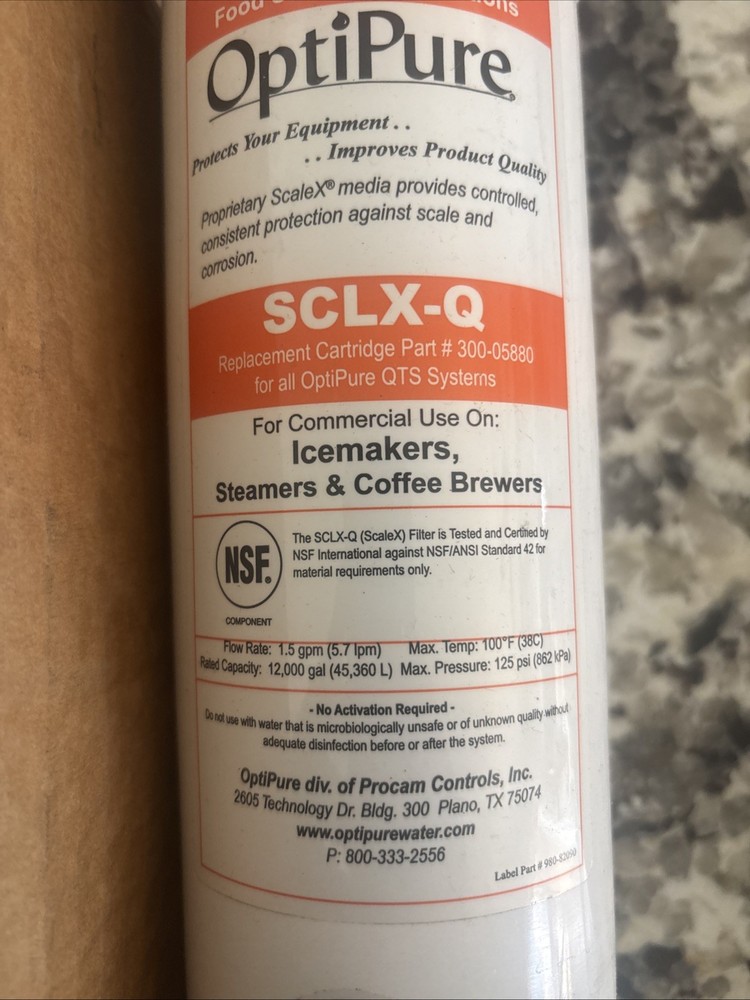 Food
OptiPure
Protects Your Equipment . .
. . Improves Product Quality
Proprietary ScaleX® media provides controlled,
consistent protection against scale and
corrosion.
SCLX-Q
Replacement Cartridge Part # 300-05880
for all OptiPure QTS Systems
For Commercial Use On:
Icemakers,
Steamers & Coffee Brewers
NSF.
COMPONENT
The SCLX-Q (ScaleX) Filter is Tested and Certified by
NSF International against NSF/ANSI Standard 42 for
material requirements only.
Flow Rate: 1.5 gpm (5.7 lpm) Max. Temp: 100°F (38C)
Rated Capacity: 12,000 gal (45,360 L) Max. Pressure: 125 psi (862 kPa)
- No Activation Required -
Do not use with water that is microbiologically unsafe or of unknown quality without
adequate disinfection before or after the system.
OptiPure div. of Procam Controls, Inc.
2605 Technology Dr. Bldg. 300 Plano, TX 75074
www.optipurewater.com
P: 800-333-2556
Label Part # 980-82090